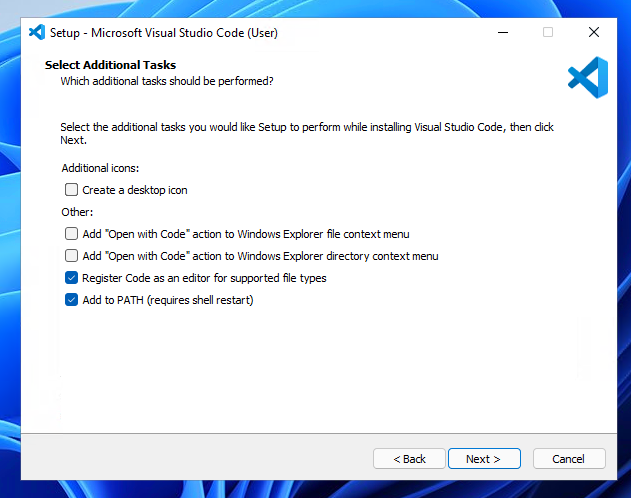 Setup - Microsoft Visual Studio Code (User)
Select Additional Tasks
Which additional tasks should be performed?
Select the additional tasks you would like Setup to perform while installing Visual Studio Code, then click
Next.
Additional icons:
Create a desktop icon
Other:
Add "Open with Code" action to Windows Explorer file context menu
Add "Open with Code" action to Windows Explorer directory context menu
Register Code as an editor for supported file types
Add to PATH (requires shell restart)
< Back Next > Cancel